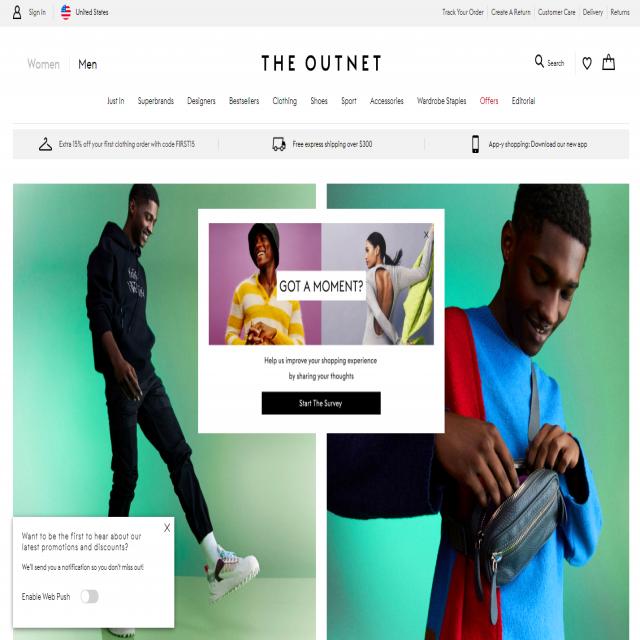 Sign In
United States
Track Your Order
Create A Return
Customer Care
Delivery
Returns
Women
Men
THE OUTNET
Search
Just in
Superbrands
Designers
Bestsellers
Clothing
Shoes
Sport
Accessories
Wardrobe Staples
Offers
Editorial
Extra 15% off your first clothing order with code FIRST15
Free express shipping over $300
App-y shopping: Download our new app
X
GOT A MOMENT?
Help us improve your shopping experience
by sharing your thoughts
Start The Survey
X
Want to be the first to hear about our
latest promotions and discounts?
We'll send you a notification so you don't miss out!
Enable Web Push